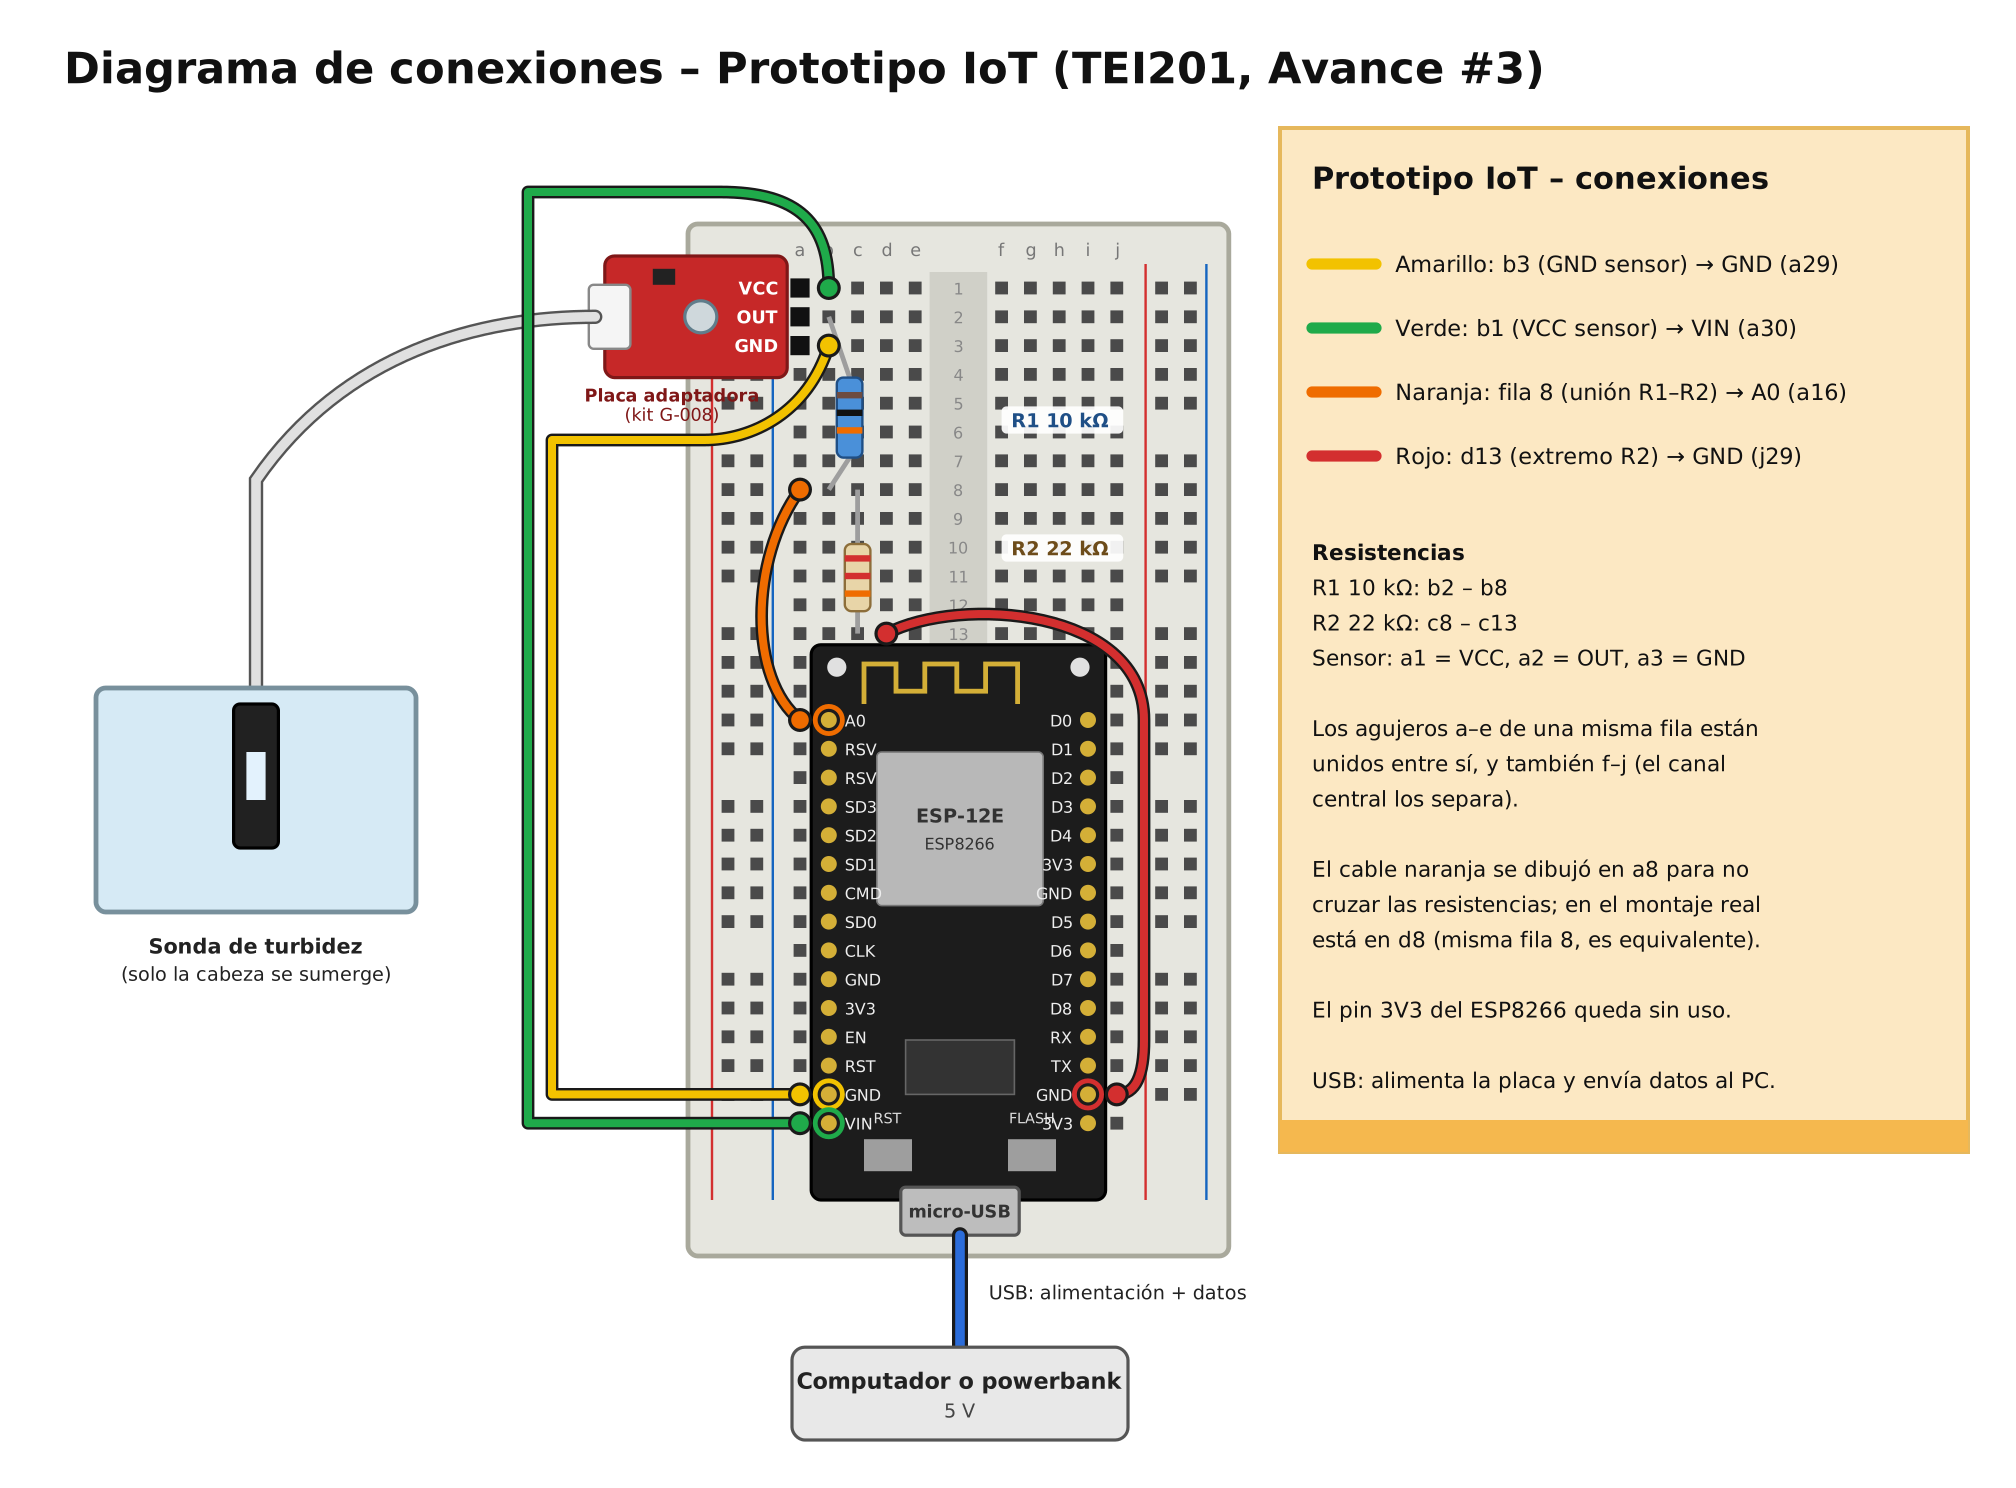 Diagrama de conexiones – Prototipo IoT (TEI201, Avance #3)
a c d e f g h i j
VCC
OUT
GND
Placa adaptadora
(kit G-008)
1
2
3
4
5
6
7
8
9
10
11
12
13
R1 10 kΩ
R2 22 kΩ
A0 D0
RSV D1
RSV D2
SD3 D3
SD2 D4
SD1 3V3
CMD GND
SD0 D5
CLK D6
GND D7
3V3 D8
EN RX
RST TX
GND GND
VIN 3V3
RST FLASH
ESP-12E
ESP8266
micro-USB
USB: alimentación + datos
Computador o powerbank
5 V
Sonda de turbidez
(solo la cabeza se sumerge)
Prototipo IoT – conexiones
Amarillo: b3 (GND sensor) → GND (a29)
Verde: b1 (VCC sensor) → VIN (a30)
Naranja: fila 8 (unión R1–R2) → A0 (a16)
Rojo: d13 (extremo R2) → GND (j29)
Resistencias
R1 10 kΩ: b2 – b8
R2 22 kΩ: c8 – c13
Sensor: a1 = VCC, a2 = OUT, a3 = GND
Los agujeros a–e de una misma fila están
unidos entre sí, y también f–j (el canal
central los separa).
El cable naranja se dibujó en a8 para no
cruzar las resistencias; en el montaje real
está en d8 (misma fila 8, es equivalente).
El pin 3V3 del ESP8266 queda sin uso.
USB: alimenta la placa y envía datos al PC.